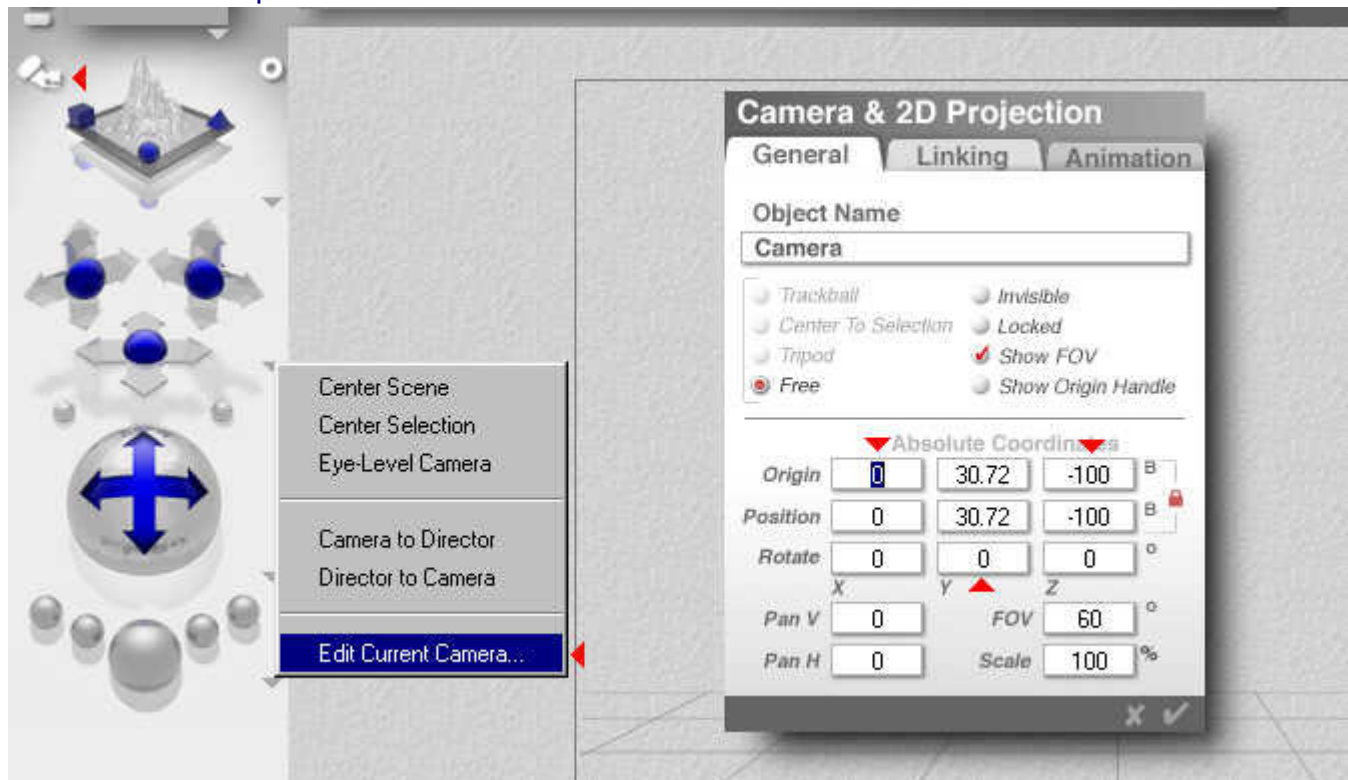 Camera & 2D Projection
General Linking Animation
Object Name
Camera
Trackball Invisible
Center To Selection Locked
Tripod Show FOV
Free Show Origin Handle
Absolute Coordinates
Origin 0 30.72 -100 B
Position 0 30.72 -100 B
Rotate 0 0 0 °
X Y Z
Pan V 0 FOV 60 °
Pan H 0 Scale 100 %
Center Scene
Center Selection
Eye-Level Camera
Camera to Director
Director to Camera
Edit Current Camera...